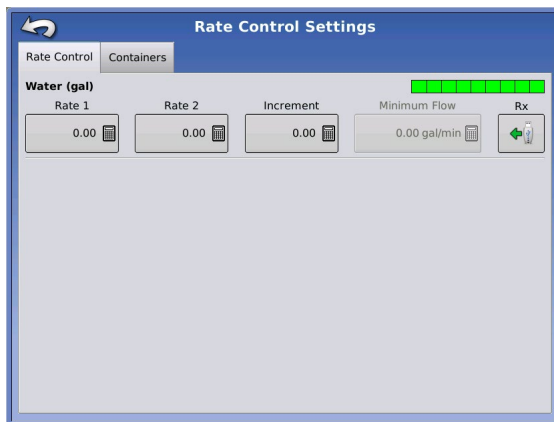 Rate Control Settings
Rate Control Containers
Water (gal)
Rate 1 Rate 2 Increment Minimum Flow Rx
0.00 0.00 0.00 0.00 gal/min